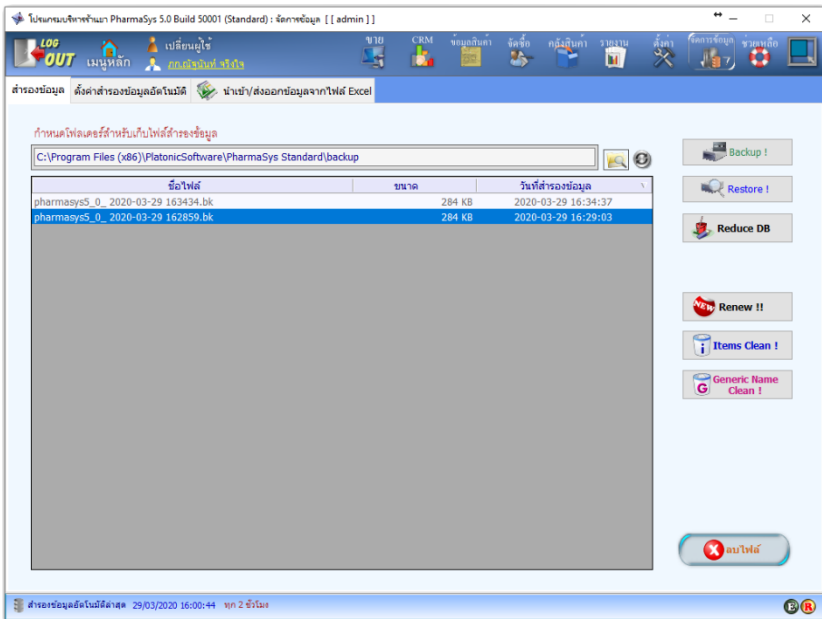 โปรแกรมบริหารร้านยา PharmaSys 5.0 Build 50001 (Standard) : จัดการข้อมูล [ [ admin ] ]
LOG OUT เมนูหลัก เปลี่ยนผู้ใช้ ขาย CRM ข้อมูลสินค้า จัดซื้อ คลังสินค้า รายงาน ตั้งค่า จัดการข้อมูล ช่วยเหลือ
สำรองข้อมูล ตั้งค่าสำรองข้อมูลอัตโนมัติ นำเข้า/ส่งออกข้อมูลจากไฟล์ Excel
กำหนดโฟลเดอร์สำหรับเก็บไฟล์สำรองข้อมูล
C:\Program Files (x86)\PlatonicSoftware\PharmaSys Standard\backup
ชื่อไฟล์ ขนาด วันที่สำรองข้อมูล
pharmasys5_0_ 2020-03-29 163434.bk 284 KB 2020-03-29 16:34:37
pharmasys5_0_ 2020-03-29 162859.bk 284 KB 2020-03-29 16:29:03
Backup !
Restore !
Reduce DB
NEW Renew !!
i Items Clean !
G Generic Name
Clean !
ลบไฟล์
สำรองข้อมูลอัตโนมัติล่าสุด 29/03/2020 16:00:44 ทุก 2 ชั่วโมง
E R